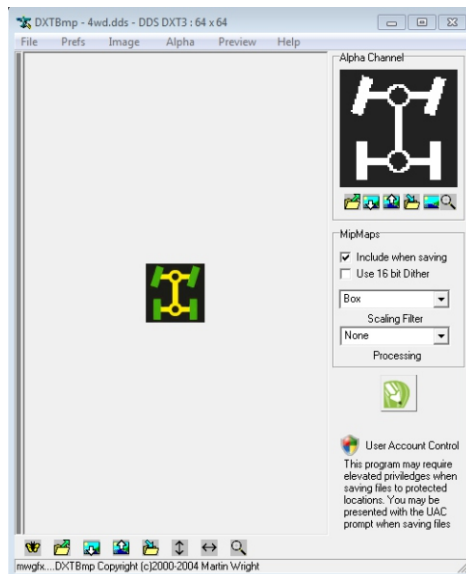 DXTBmp - 4wd.dds - DDS DXT3 : 64 x 64
File Prefs Image Alpha Preview Help
Alpha Channel
MipMaps
Include when saving
Use 16 bit Dither
Box
Scaling Filter
None
Processing
User Account Control
This program may require
elevated priviledges when
saving files to protected
locations. You may be
presented with the UAC
prompt when saving files
mwgfx....DXTBmp Copyright (c)2000-2004 Martin Wright